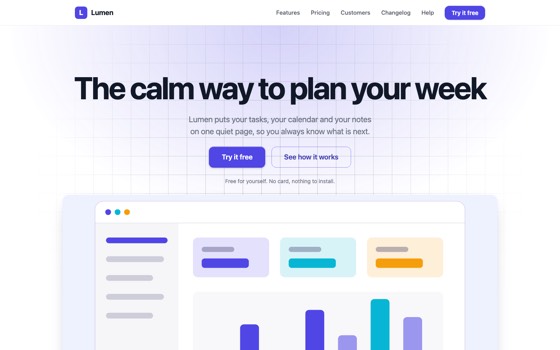 L Lumen
Features Pricing Customers Changelog Help Try it free
The calm way to plan your week
Lumen puts your tasks, your calendar and your notes
on one quiet page, so you always know what is next.
Try it free See how it works
Free for yourself. No card, nothing to install.